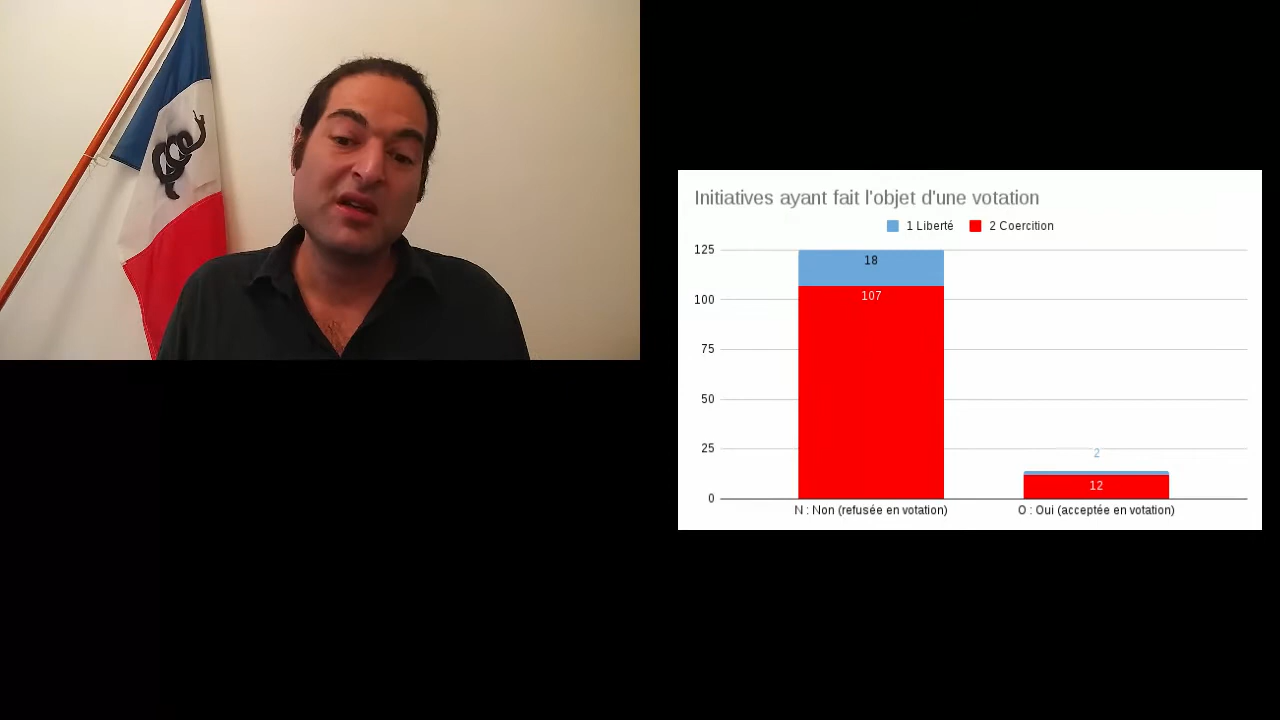 Initiatives ayant fait l'objet d'une votation
1 Liberté 2 Coercition
125
100
75
50
25
0
18
107
2
12
N : Non (refusée en votation)
O : Oui (acceptée en votation)